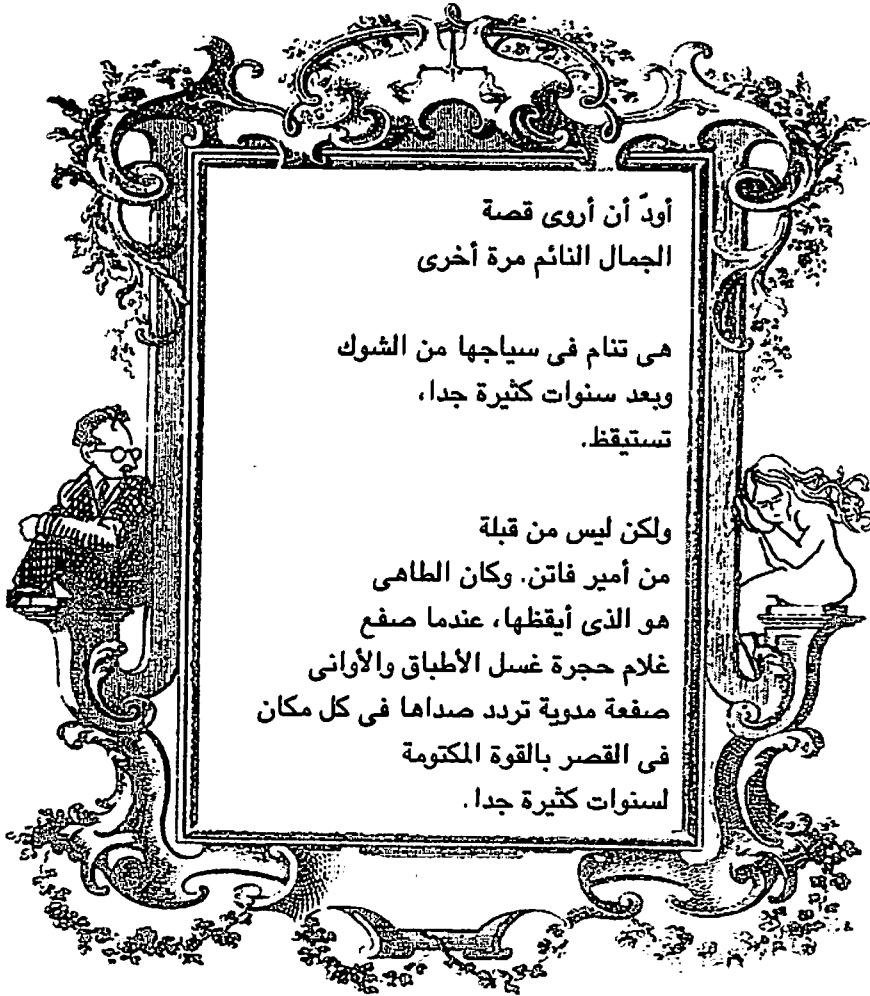 أودّ أن أروى قصة
الجمال النائم مرة أخرى
هى تنام فى سياجها من الشوك
وبعد سنوات كثيرة جدا،
تستيقظ.
ولكن ليس من قبلة
من أمير فاتن. وكان الطاهى
هو الذى أيقظها، عندما صفع
غلام حجرة غسل الأطباق والأوانى
صفعة مدوية تردد صداها فى كل مكان
فى القصر بالقوة المكتومة
لسنوات كثيرة جدا.